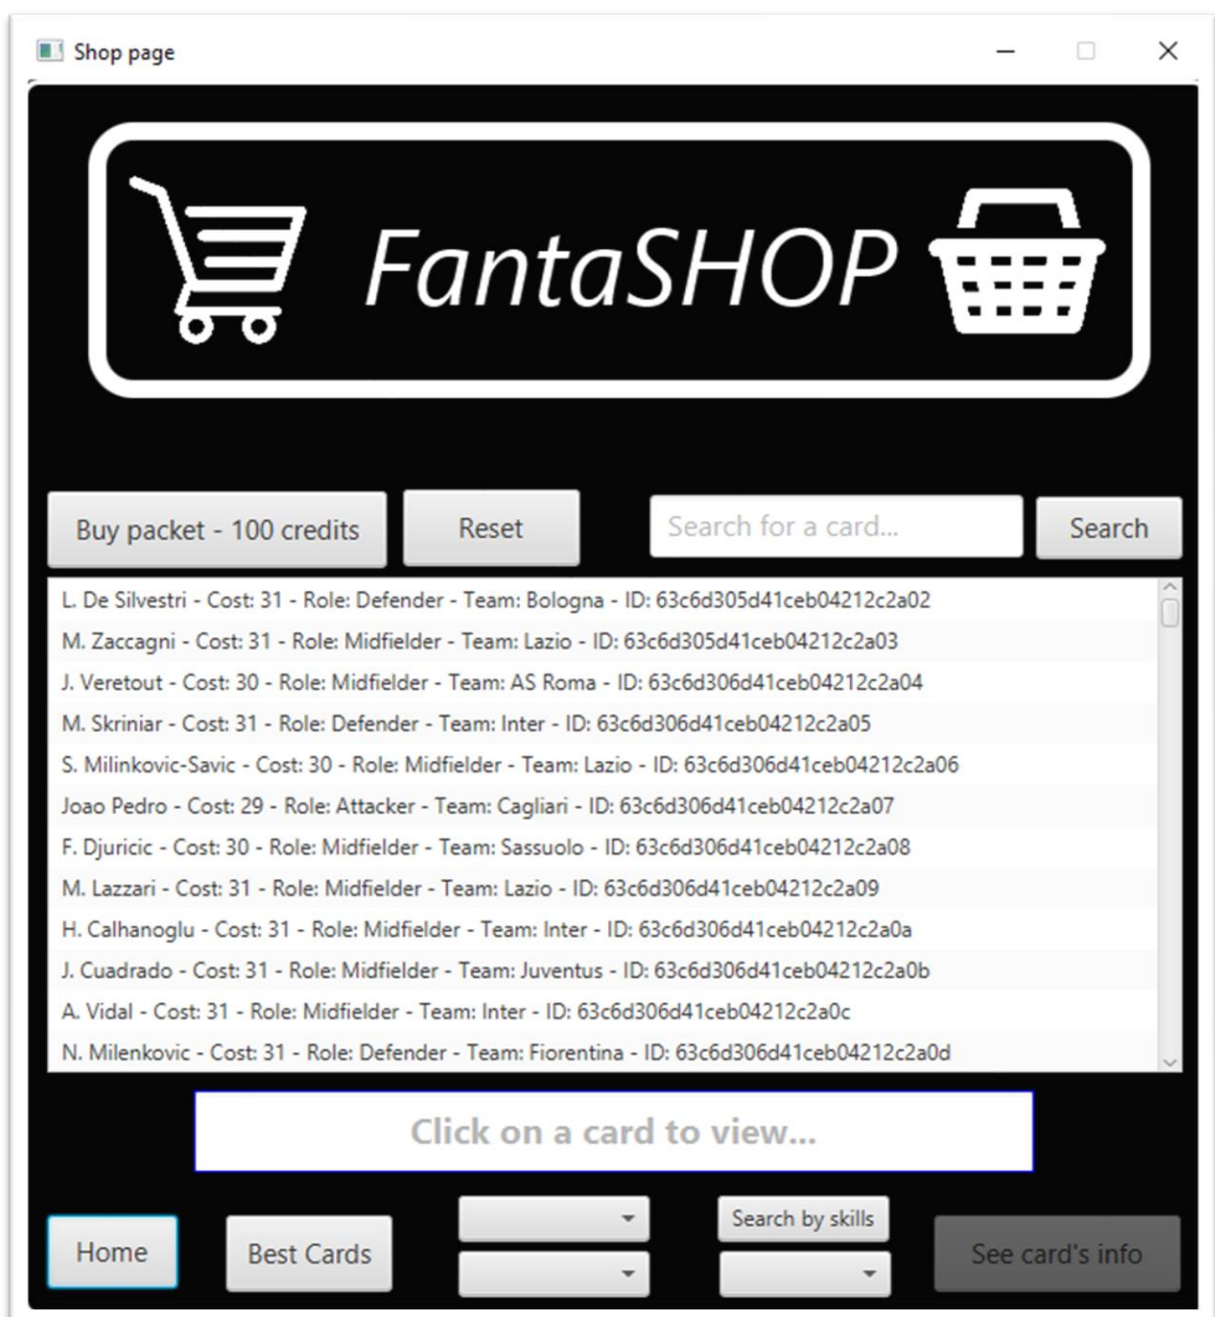 Shop page
FantaSHOP
Buy packet - 100 credits
Reset
Search for a card...
Search
L. De Silvestri - Cost: 31 - Role: Defender - Team: Bologna - ID: 63c6d305d41ceb04212c2a02
M. Zaccagni - Cost: 31 - Role: Midfielder - Team: Lazio - ID: 63c6d305d41ceb04212c2a03
J. Veretout - Cost: 30 - Role: Midfielder - Team: AS Roma - ID: 63c6d306d41ceb04212c2a04
M. Skriniar - Cost: 31 - Role: Defender - Team: Inter - ID: 63c6d306d41ceb04212c2a05
S. Milinkovic-Savic - Cost: 30 - Role: Midfielder - Team: Lazio - ID: 63c6d306d41ceb04212c2a06
Joao Pedro - Cost: 29 - Role: Attacker - Team: Cagliari - ID: 63c6d306d41ceb04212c2a07
F. Djuricic - Cost: 30 - Role: Midfielder - Team: Sassuolo - ID: 63c6d306d41ceb04212c2a08
M. Lazzari - Cost: 31 - Role: Midfielder - Team: Lazio - ID: 63c6d306d41ceb04212c2a09
H. Calhanoglu - Cost: 31 - Role: Midfielder - Team: Inter - ID: 63c6d306d41ceb04212c2a0a
J. Cuadrado - Cost: 31 - Role: Midfielder - Team: Juventus - ID: 63c6d306d41ceb04212c2a0b
A. Vidal - Cost: 31 - Role: Midfielder - Team: Inter - ID: 63c6d306d41ceb04212c2a0c
N. Milenkovic - Cost: 31 - Role: Defender - Team: Fiorentina - ID: 63c6d306d41ceb04212c2a0d
Click on a card to view...
Home
Best Cards
Search by skills
See card's info